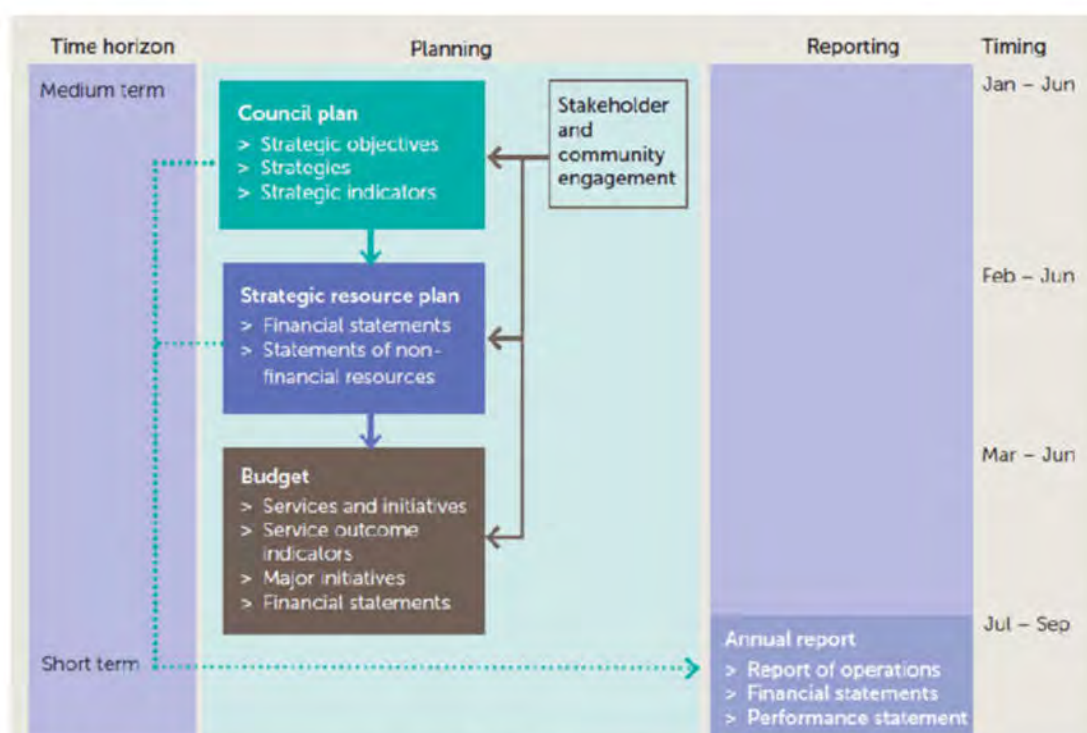 Time horizon
Planning
Reporting
Timing
Medium term
Jan – Jun
Council plan
> Strategic objectives
> Strategies
> Strategic indicators
Stakeholder
and
community
engagement
Feb – Jun
Strategic resource plan
> Financial statements
> Statements of non-
financial resources
Mar – Jun
Budget
> Services and initiatives
> Service outcome
indicators
> Major initiatives
> Financial statements
Jul – Sep
Short term
Annual report
> Report of operations
> Financial statements
> Performance statement